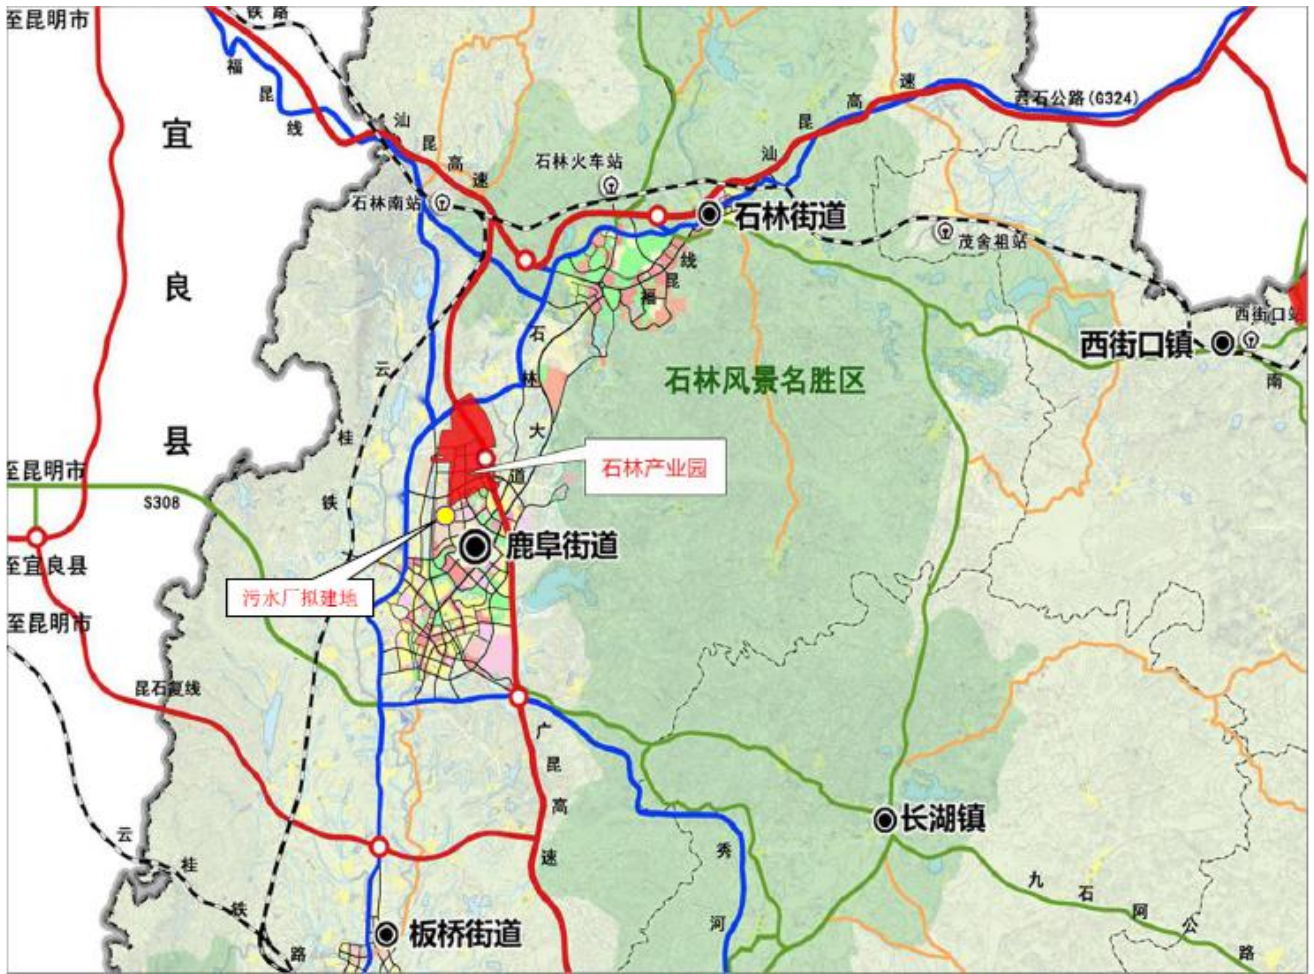 至昆明市
铁路
福昆线
汕昆高速
汕昆高速
西石公路(G324)
宜良县
石林火车站
石林南站
石林街道
茂舍祖站
福昆线
西街口站
西街口镇
南
石林大道
云桂铁
石林风景名胜区
石林产业园
至昆明市
S308
鹿阜街道
至宜良县
污水厂拟建地
至昆明市
昆石复线
广昆高速
长湖镇
云桂铁路
秀河
九石阿公路
板桥街道